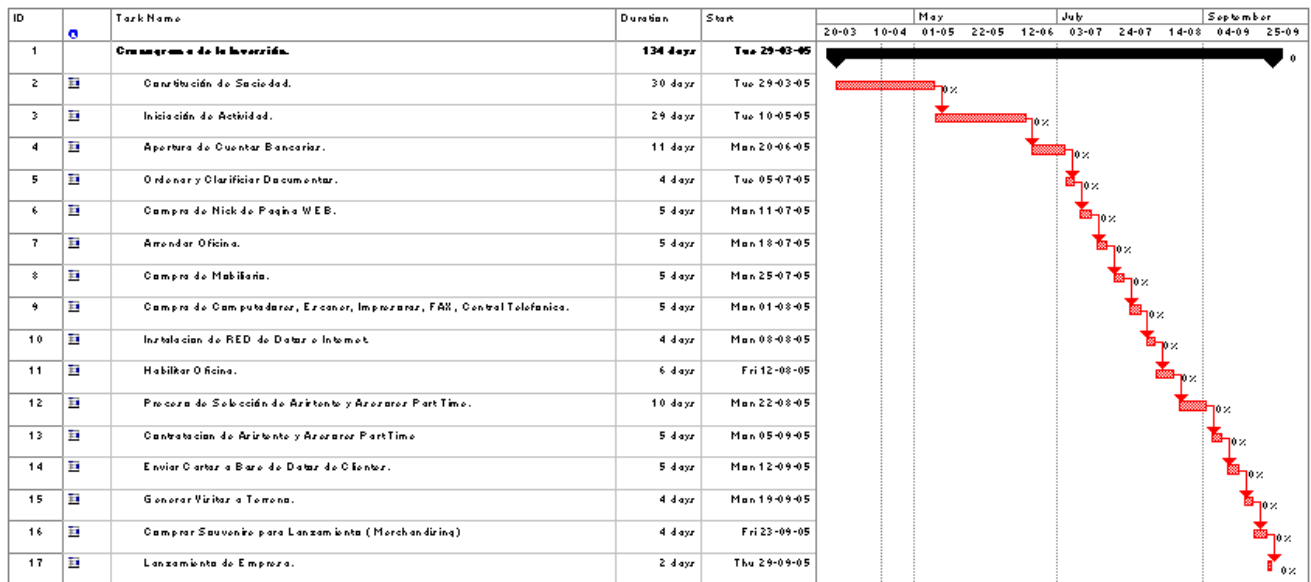 ID Task Name Duration Start May July September
20-03 10-04 01-05 22-05 12-06 03-07 24-07 14-08 04-09 25-09
1 Cronograma de la Inversión. 134 days Tue 29-03-05 0
2 Constitución de Sociedad. 30 days Tue 29-03-05 0%
3 Iniciación de Actividad. 29 days Tue 10-05-05 0%
4 Apertura de Cuentas Bancarias. 11 days Mon 20-06-05 0%
5 Ordenar y Clarificiar Documentos. 4 days Tue 05-07-05 0%
6 Compra de Nick de Pagina WEB. 5 days Mon 11-07-05 0%
7 Arrendar Oficina. 5 days Mon 18-07-05 0%
8 Compra de Mobiliario. 5 days Mon 25-07-05 0%
9 Compra de Computadores, Escaner, Impresoras, FAX, Central Telefonica. 5 days Mon 01-08-05 0%
10 Instalacion de RED de Datos e Internet. 4 days Mon 08-08-05 0%
11 Habilitar Oficina. 6 days Fri 12-08-05 0%
12 Proceso de Selección de Asistente y Asesores Part Time. 10 days Mon 22-08-05 0%
13 Contratacion de Asistente y Asesores Part Time 5 days Mon 05-09-05 0%
14 Enviar Cartas a Base de Datos de Clientes. 5 days Mon 12-09-05 0%
15 Generar Visitas a Terreno. 4 days Mon 19-09-05 0%
16 Comprar Souvenirs para Lanzamiento (Merchandising) 4 days Fri 23-09-05 0%
17 Lanzamiento de Empresa. 2 days Thu 29-09-05 0%